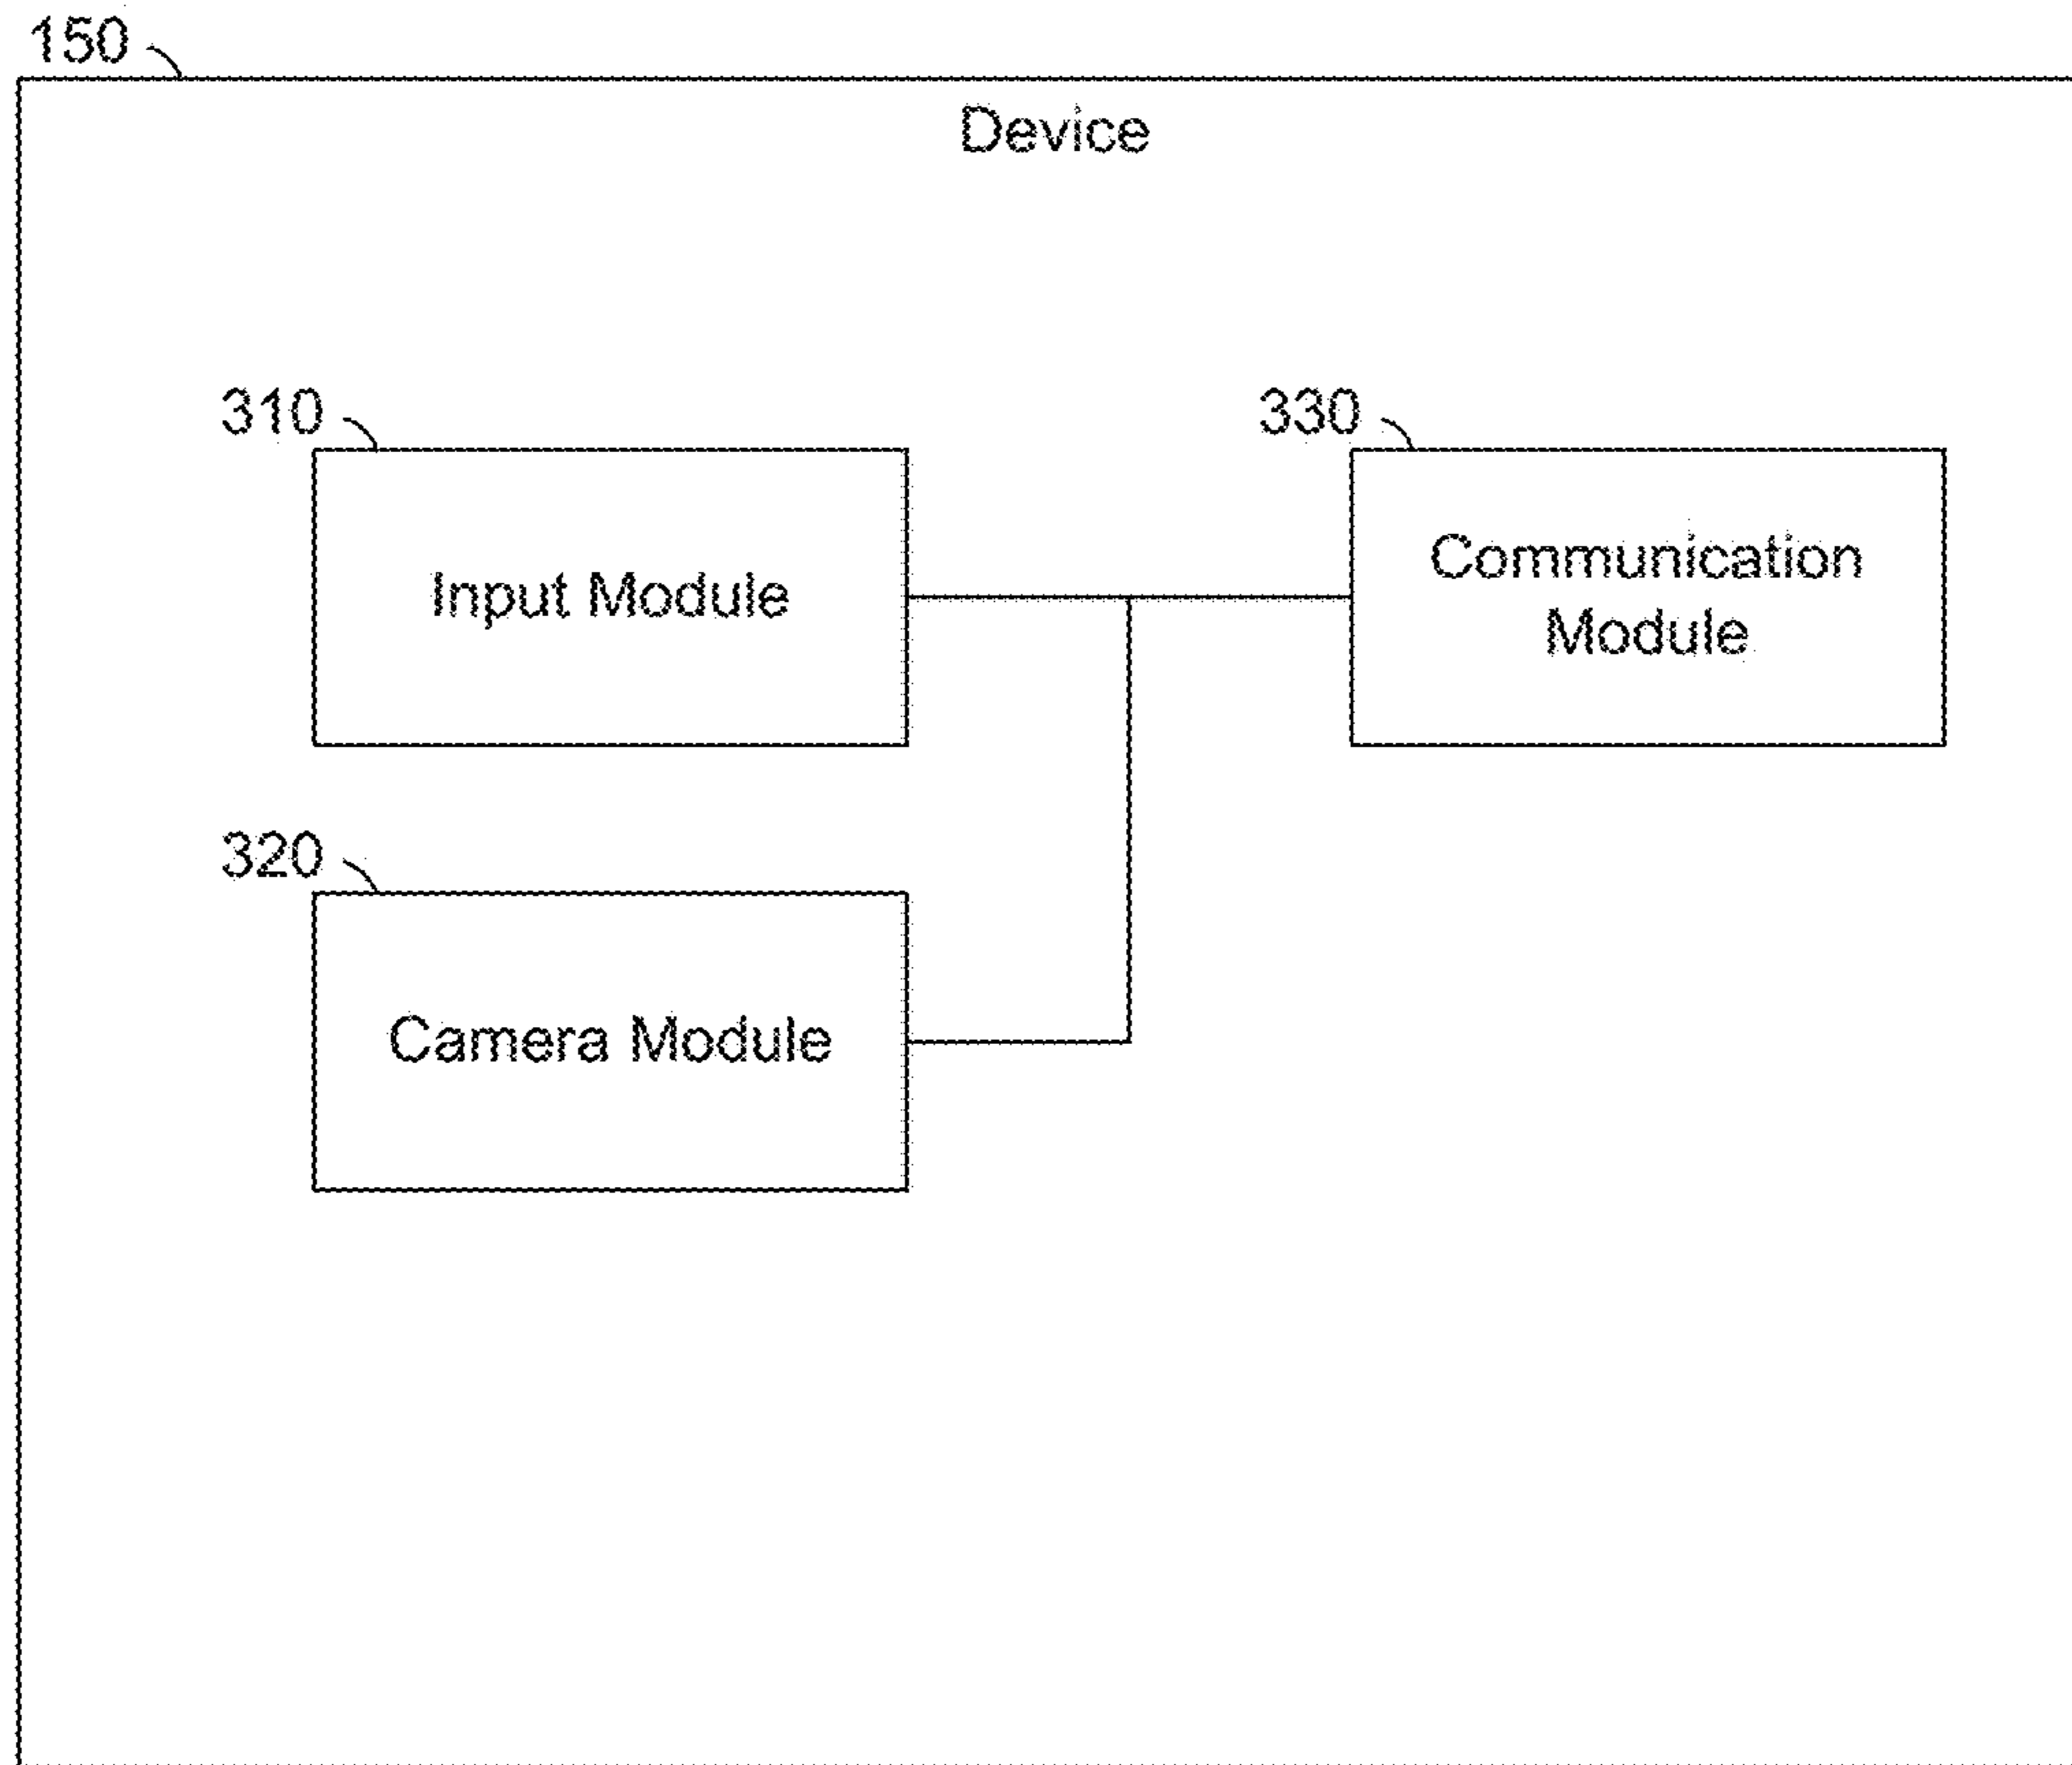 150
Device
310
330
Input Module
Communication
Module
320
Camera Module